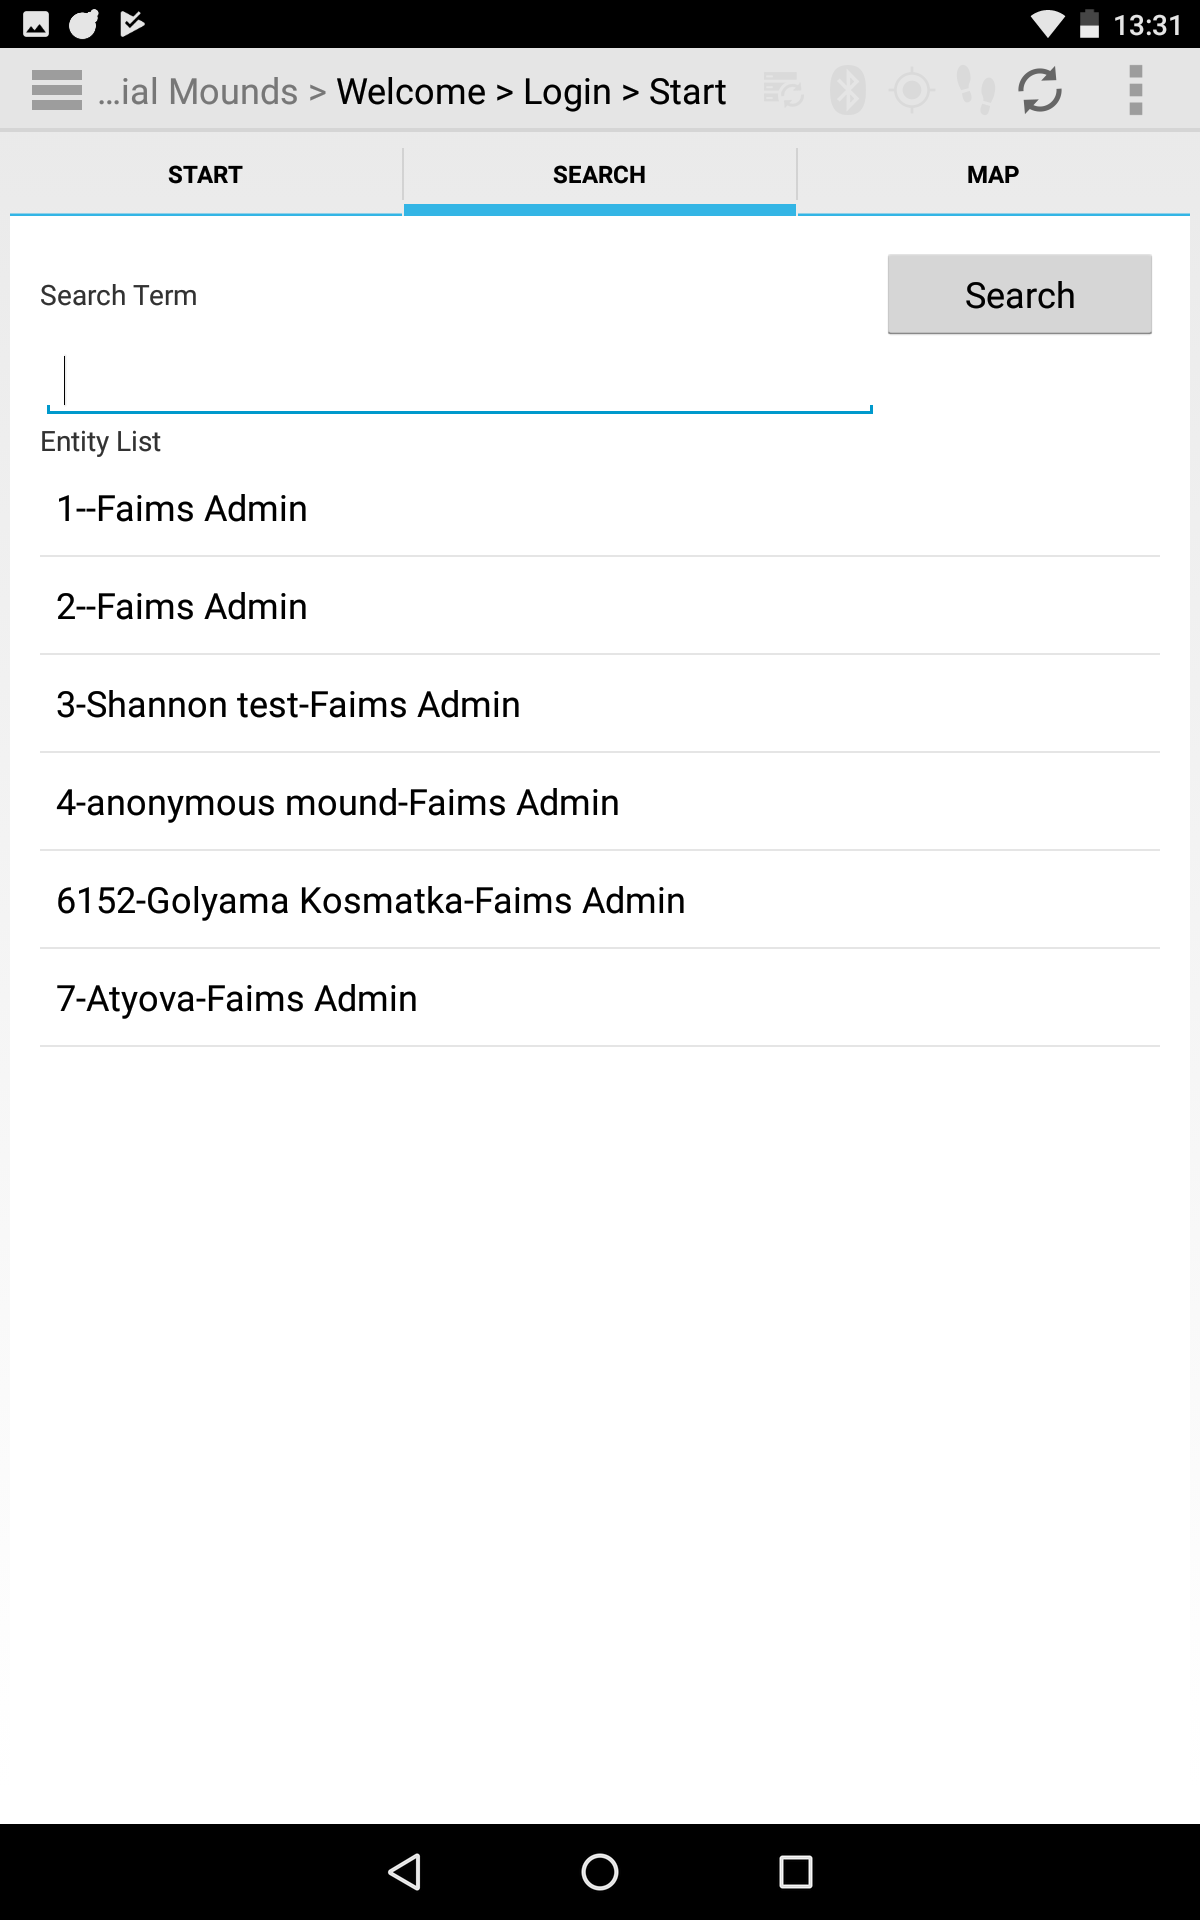 13:31
...ial Mounds > Welcome > Login > Start
START SEARCH MAP
Search Term
Search
Entity List
1--Faims Admin
2--Faims Admin
3-Shannon test-Faims Admin
4-anonymous mound-Faims Admin
6152-Golyama Kosmatka-Faims Admin
7-Atyova-Faims Admin